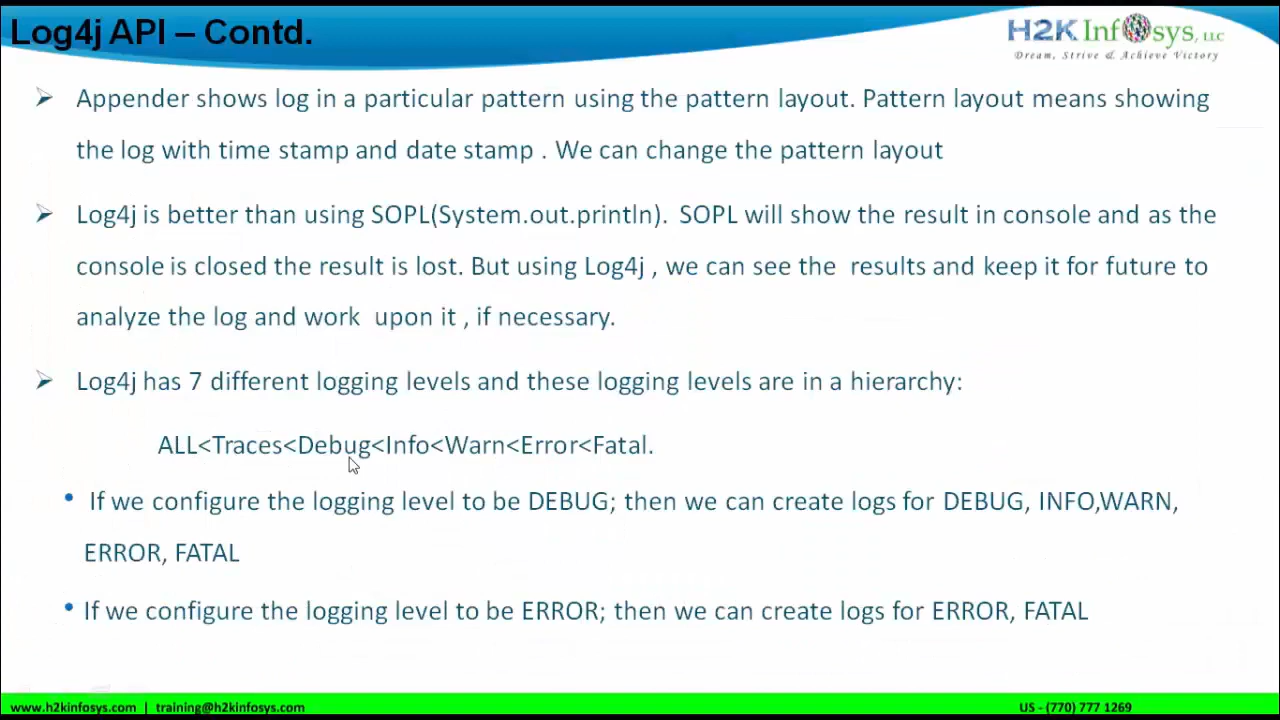 Log4j API – Contd.
H2K Infosys, LLC
Dream, Strive & Achieve Victory
Appender shows log in a particular pattern using the pattern layout. Pattern layout means showing
the log with time stamp and date stamp . We can change the pattern layout
Log4j is better than using SOPL(System.out.println). SOPL will show the result in console and as the
console is closed the result is lost. But using Log4j , we can see the results and keep it for future to
analyze the log and work upon it , if necessary.
Log4j has 7 different logging levels and these logging levels are in a hierarchy:
ALL<Traces<Debug<Info<Warn<Error<Fatal.
If we configure the logging level to be DEBUG; then we can create logs for DEBUG, INFO,WARN,
ERROR, FATAL
If we configure the logging level to be ERROR; then we can create logs for ERROR, FATAL
www.h2kinfosys.com | training@h2kinfosys.com US - (770) 777 1269